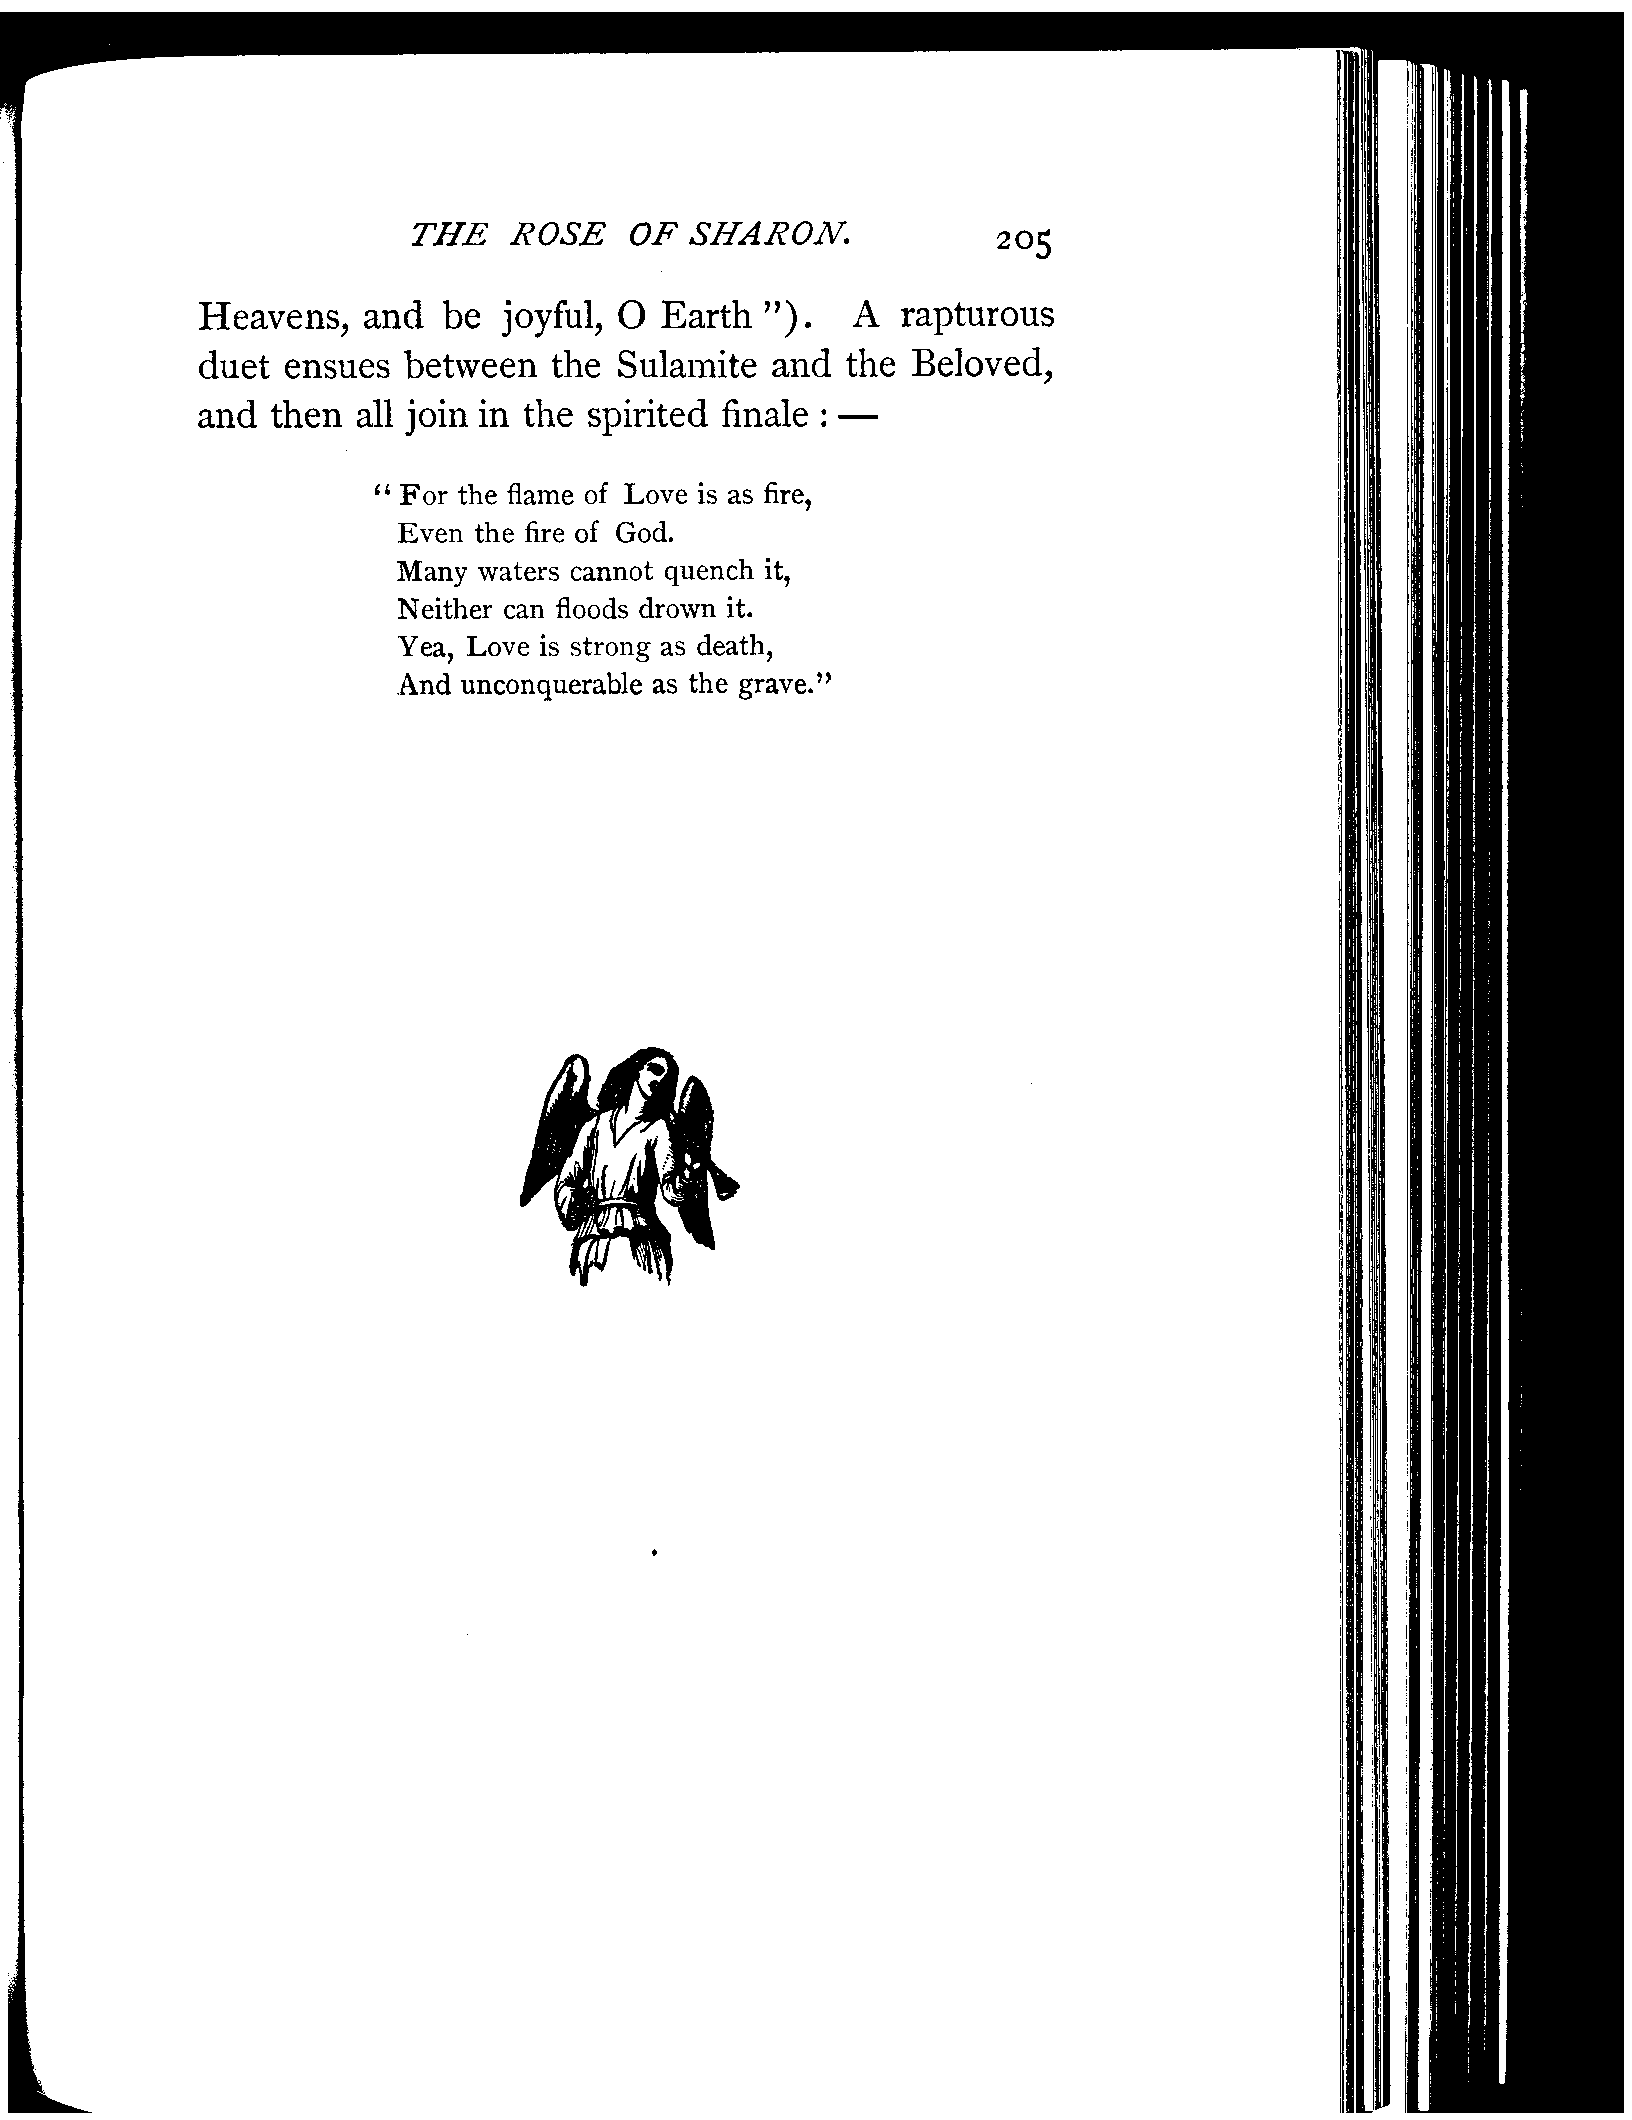 THE ROSE OF SHARON. 205
Heavens, and be joyful, O Earth"). A rapturous
duet ensues between the Sulamite and the Beloved,
and then all join in the spirited finale : —
"For the flame of Love is as fire,
Even the fire of God.
Many waters cannot quench it,
Neither can floods drown it.
Yea, Love is strong as death,
And unconquerable as the grave."